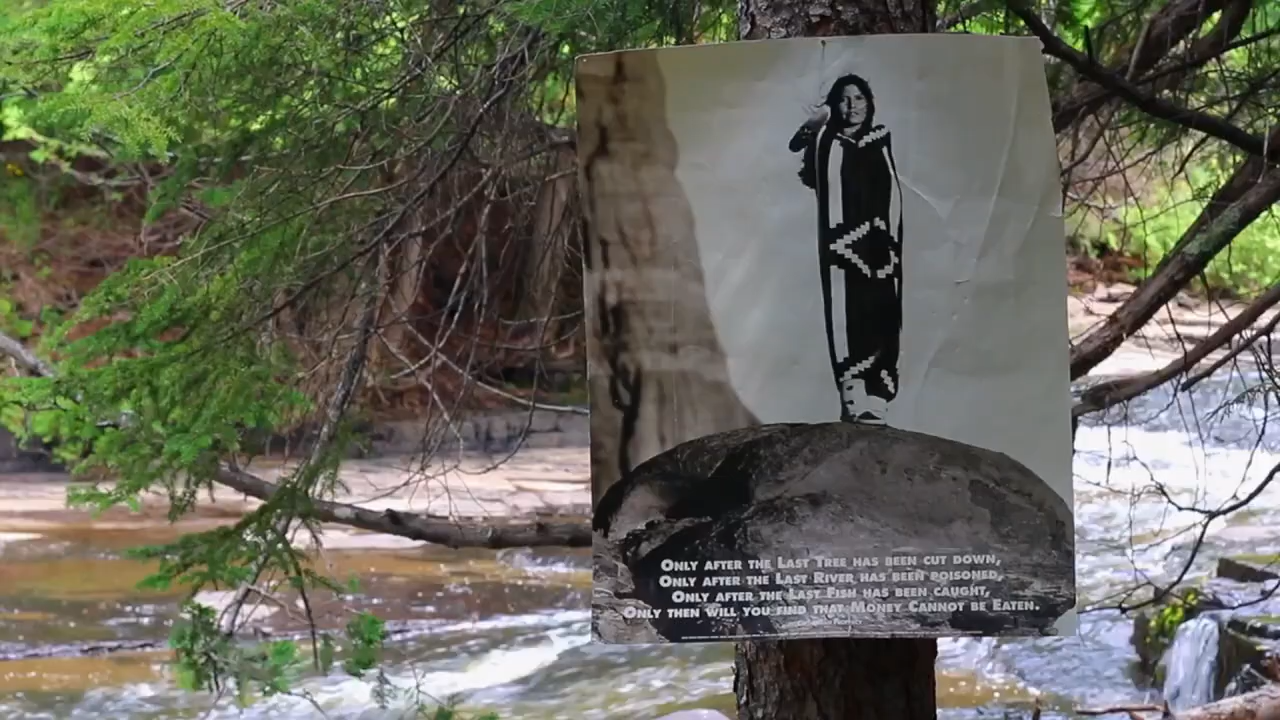 ONLY AFTER THE LAST TREE HAS BEEN CUT DOWN,
ONLY AFTER THE LAST RIVER HAS BEEN POISONED,
ONLY AFTER THE LAST FISH HAS BEEN CAUGHT,
ONLY THEN WILL YOU FIND THAT MONEY CANNOT BE EATEN.